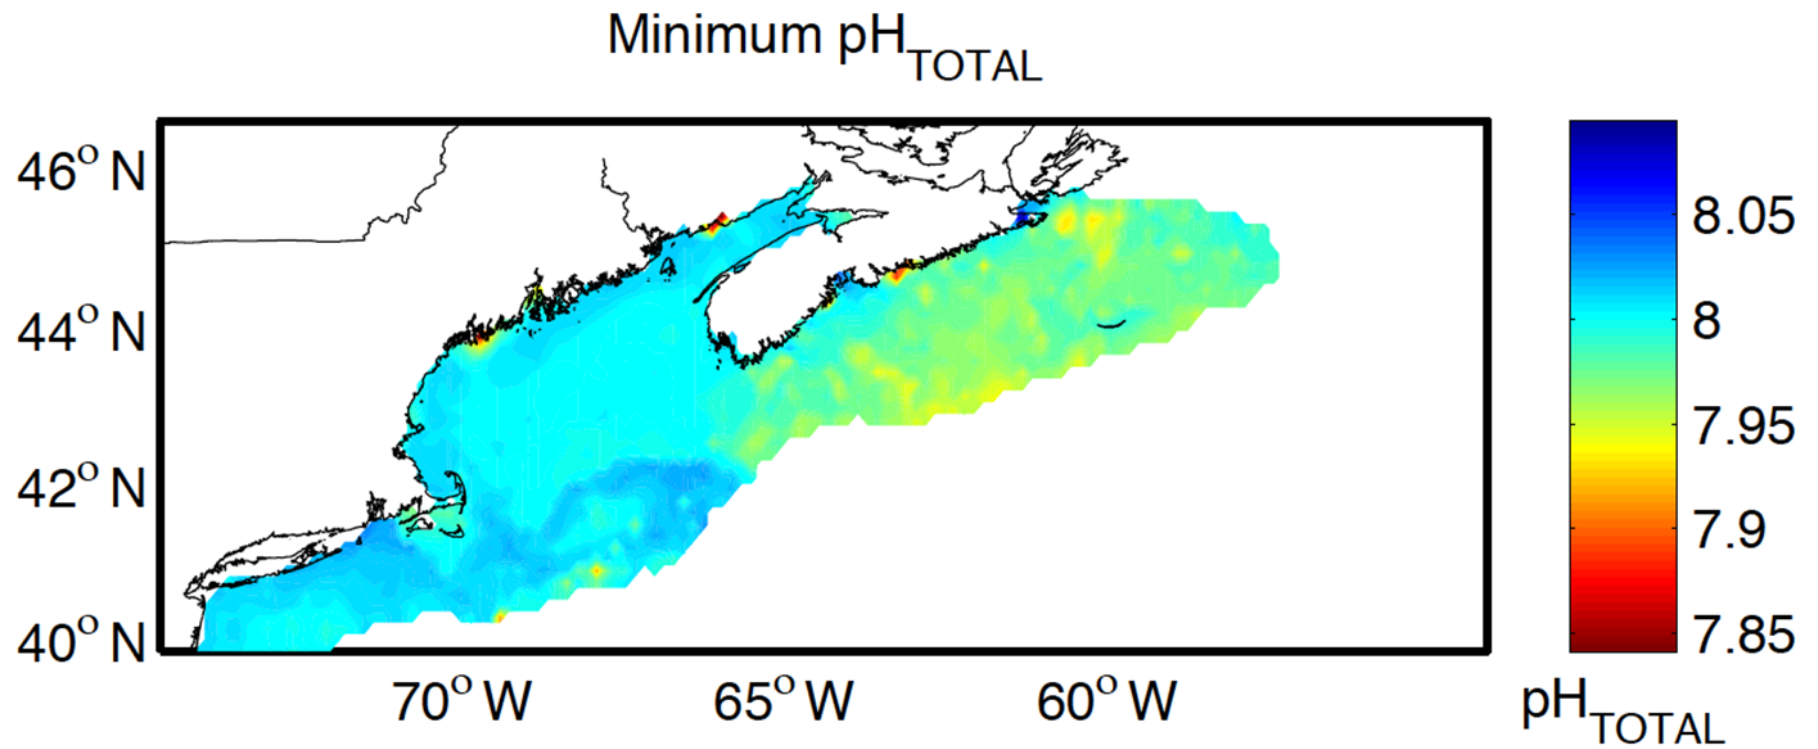 Minimum pH_TOTAL
46° N
44° N
42° N
40° N
70° W 65° W 60° W
8.05
8
7.95
7.9
7.85
pH_TOTAL